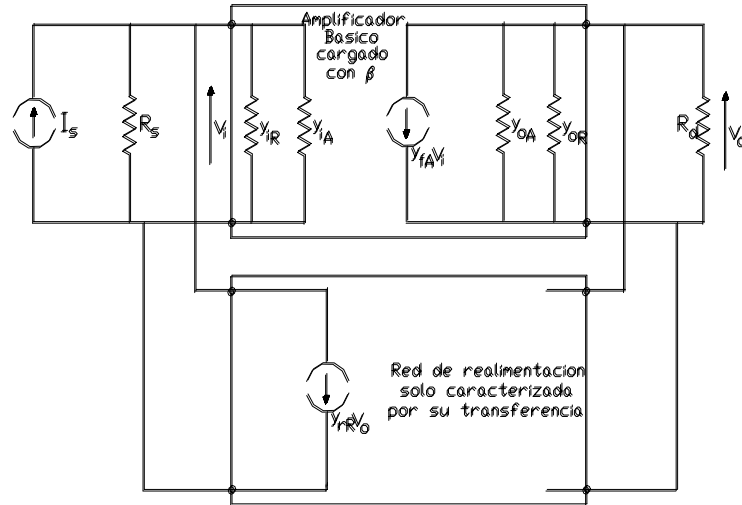 Amplificador
Basico
cargado
con β
I_s
R_s
V_i
y_iR
y_iA
y_fA V_i
y_oA
y_oR
R_o
V_o
Red de realimentacion
solo caracterizada
por su transferencia
y_rR V_o